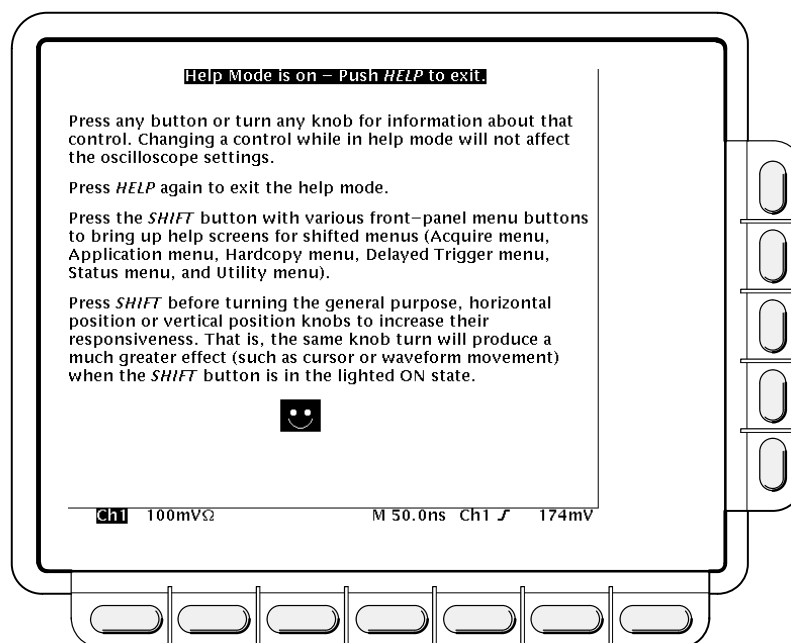 Help Mode is on – Push HELP to exit.
Press any button or turn any knob for information about that
control. Changing a control while in help mode will not affect
the oscilloscope settings.
Press HELP again to exit the help mode.
Press the SHIFT button with various front–panel menu buttons
to bring up help screens for shifted menus (Acquire menu,
Application menu, Hardcopy menu, Delayed Trigger menu,
Status menu, and Utility menu).
Press SHIFT before turning the general purpose, horizontal
position or vertical position knobs to increase their
responsiveness. That is, the same knob turn will produce a
much greater effect (such as cursor or waveform movement)
when the SHIFT button is in the lighted ON state.
Ch1 100mVΩ M 50.0ns Ch1 174mV